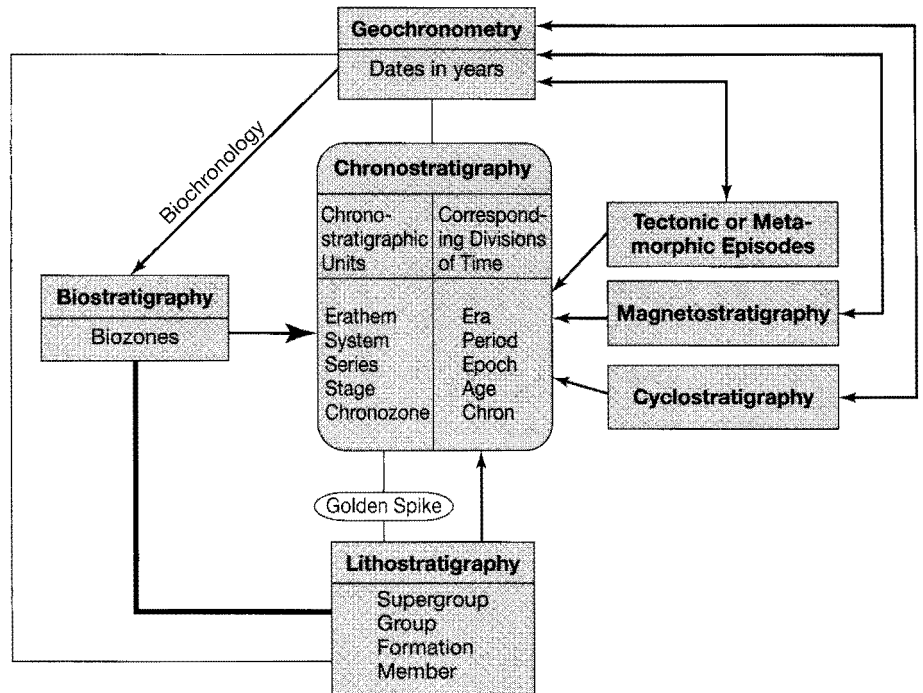 Geochronometry
Dates in years
Biochronology
Chronostratigraphy
Chrono-
stratigraphic
Units
Correspond-
ing Divisions
of Time
Erathem
System
Series
Stage
Chronozone
Era
Period
Epoch
Age
Chron
Tectonic or Meta-
morphic Episodes
Magnetostratigraphy
Cyclostratigraphy
Biostratigraphy
Biozones
Golden Spike
Lithostratigraphy
Supergroup
Group
Formation
Member